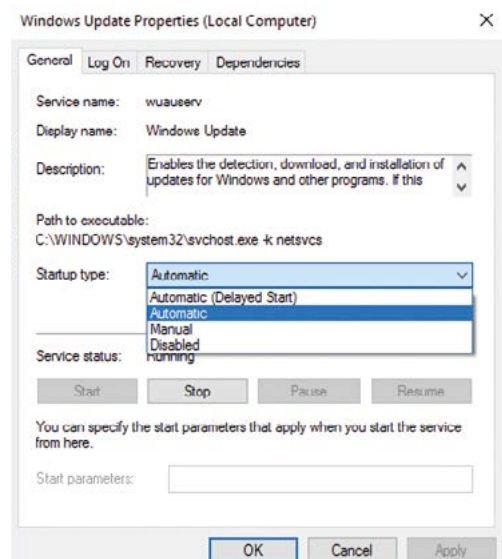 Windows Update Properties (Local Computer)
General Log On Recovery Dependencies
Service name: wuauserv
Display name: Windows Update
Description: Enables the detection, download, and installation of
updates for Windows and other programs. If this
Path to executable:
C:\WINDOWS\system32\svchost.exe -k netsvcs
Startup type: Automatic
Automatic (Delayed Start)
Automatic
Manual
Disabled
Service status: Running
Start Stop Pause Resume
You can specify the start parameters that apply when you start the service
from here.
Start parameters:
OK Cancel Apply